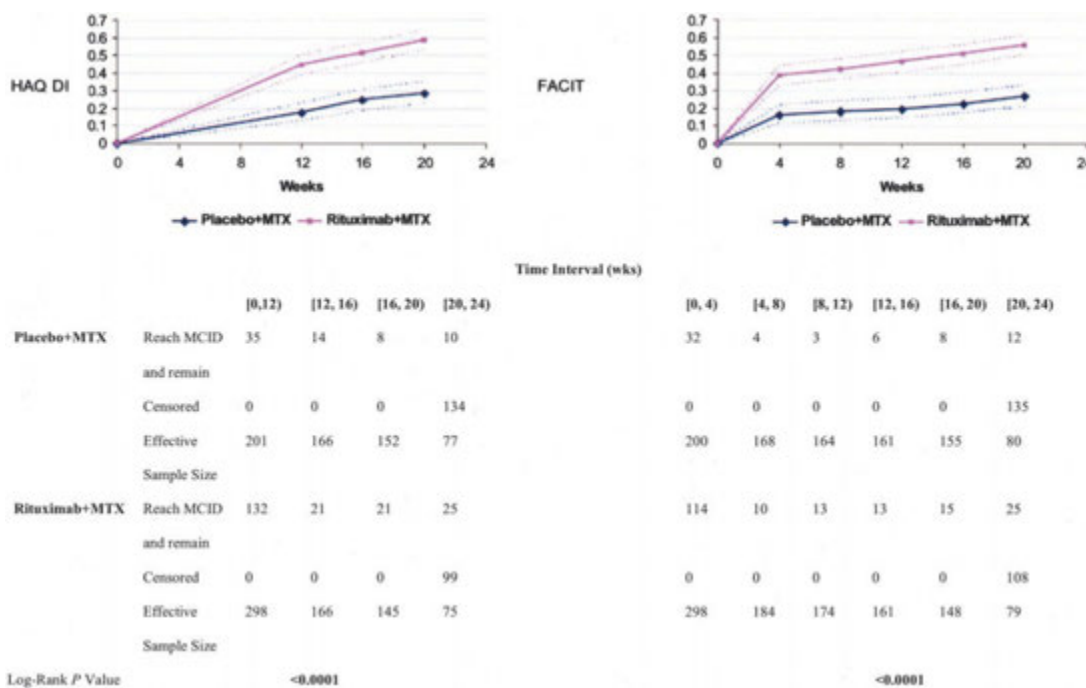 HAQ DI
0.7
0.6
0.5
0.4
0.3
0.2
0.1
0
0 4 8 12 16 20 24
Weeks
Placebo+MTX Rituximab+MTX
FACIT
0.7
0.6
0.5
0.4
0.3
0.2
0.1
0
0 4 8 12 16 20 24
Weeks
Placebo+MTX Rituximab+MTX
Time Interval (wks)
[0,12) [12, 16) [16, 20) [20, 24) [0, 4) [4, 8) [8, 12) [12, 16) [16, 20) [20, 24)
Placebo+MTX Reach MCID 35 14 8 10 32 4 3 6 8 12
and remain
Censored 0 0 0 134 0 0 0 0 0 135
Effective 201 166 152 77 200 168 164 161 155 80
Sample Size
Rituximab+MTX Reach MCID 132 21 21 25 114 10 13 13 15 25
and remain
Censored 0 0 0 99 0 0 0 0 0 108
Effective 298 166 145 75 298 184 174 161 148 79
Sample Size
Log-Rank P Value <0.0001 <0.0001